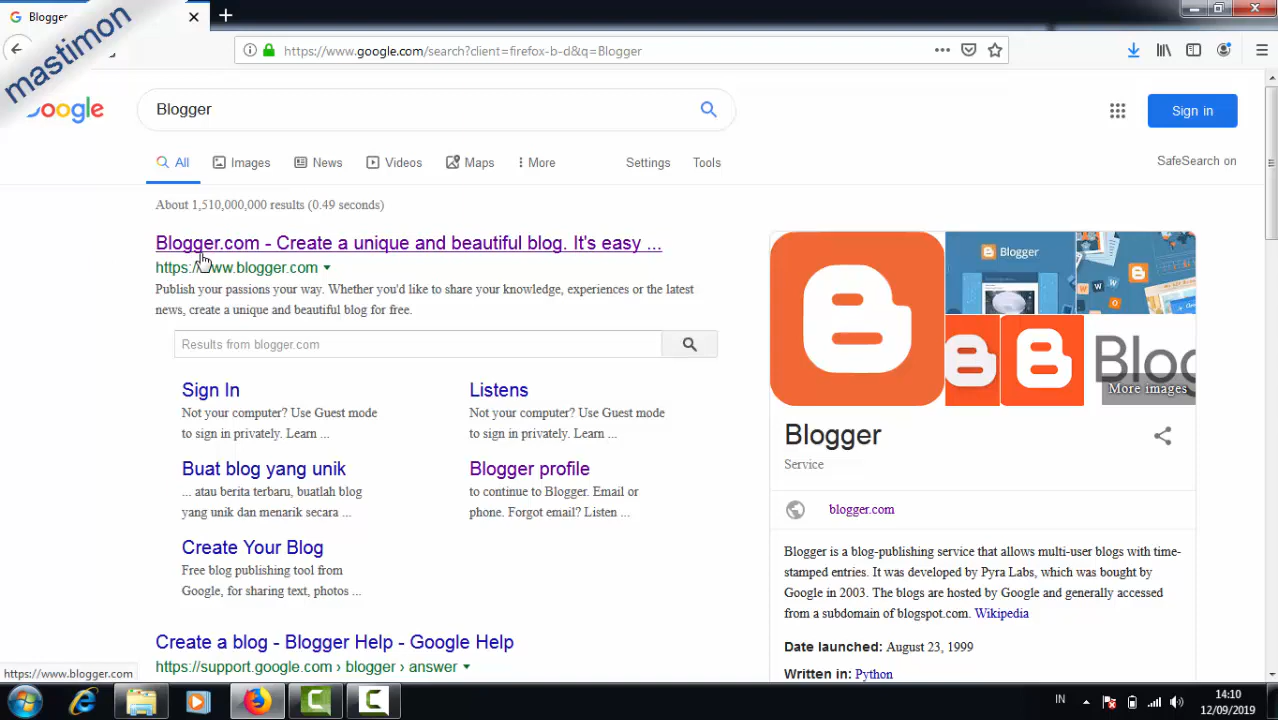 Blogger
mastimon
https://www.google.com/search?client=firefox-b-d&q=Blogger
Google
Blogger
Sign in
All
Images
News
Videos
Maps
More
Settings
Tools
SafeSearch on
About 1,510,000,000 results (0.49 seconds)
Blogger.com - Create a unique and beautiful blog. It's easy ...
https://www.blogger.com
Publish your passions your way. Whether you'd like to share your knowledge, experiences or the latest
news, create a unique and beautiful blog for free.
Results from blogger.com
Sign In
Not your computer? Use Guest mode
to sign in privately. Learn ...
Listens
Not your computer? Use Guest mode
to sign in privately. Learn ...
Buat blog yang unik
... atau berita terbaru, buatlah blog
yang unik dan menarik secara ...
Blogger profile
to continue to Blogger. Email or
phone. Forgot email? Listen ...
Create Your Blog
Free blog publishing tool from
Google, for sharing text, photos ...
Create a blog - Blogger Help - Google Help
https://support.google.com › blogger › answer
Blogger
Blog
More images
Blogger
Service
blogger.com
Blogger is a blog-publishing service that allows multi-user blogs with time-
stamped entries. It was developed by Pyra Labs, which was bought by
Google in 2003. The blogs are hosted by Google and generally accessed
from a subdomain of blogspot.com. Wikipedia
Date launched: August 23, 1999
Written in: Python
https://www.blogger.com
IN
14:10
12/09/2019